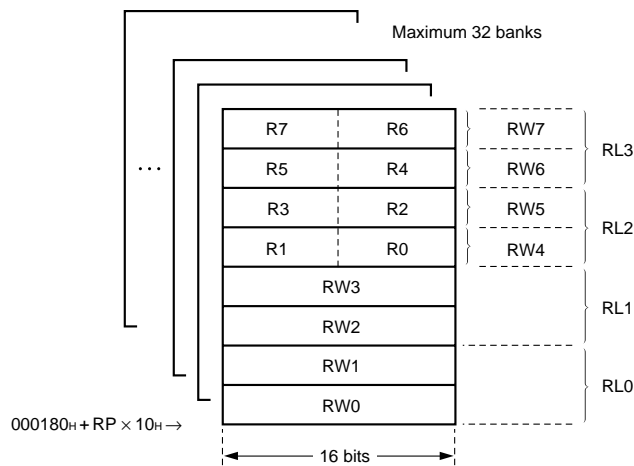 Maximum 32 banks
R7 R6 RW7
RL3
R5 R4 RW6
...
R3 R2 RW5
RL2
R1 R0 RW4
RW3
RL1
RW2
RW1
RL0
RW0
000180H + RP × 10H →
16 bits